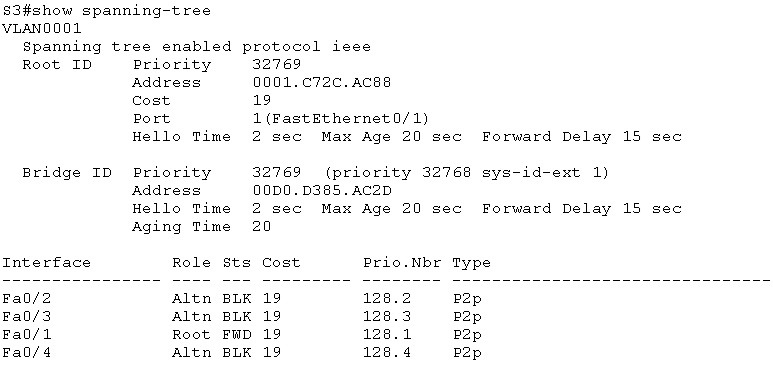 S3#show spanning-tree
VLAN0001
  Spanning tree enabled protocol ieee
  Root ID    Priority    32769
             Address     0001.C72C.AC88
             Cost        19
             Port        1(FastEthernet0/1)
             Hello Time  2 sec  Max Age 20 sec  Forward Delay 15 sec

  Bridge ID  Priority    32769  (priority 32768 sys-id-ext 1)
             Address     00D0.D385.AC2D
             Hello Time  2 sec  Max Age 20 sec  Forward Delay 15 sec
             Aging Time  20

Interface        Role Sts Cost      Prio.Nbr Type
---------------- ---- --- --------- -------- --------------------------------
Fa0/2            Altn BLK 19        128.2    P2p
Fa0/3            Altn BLK 19        128.3    P2p
Fa0/1            Root FWD 19        128.1    P2p
Fa0/4            Altn BLK 19        128.4    P2p